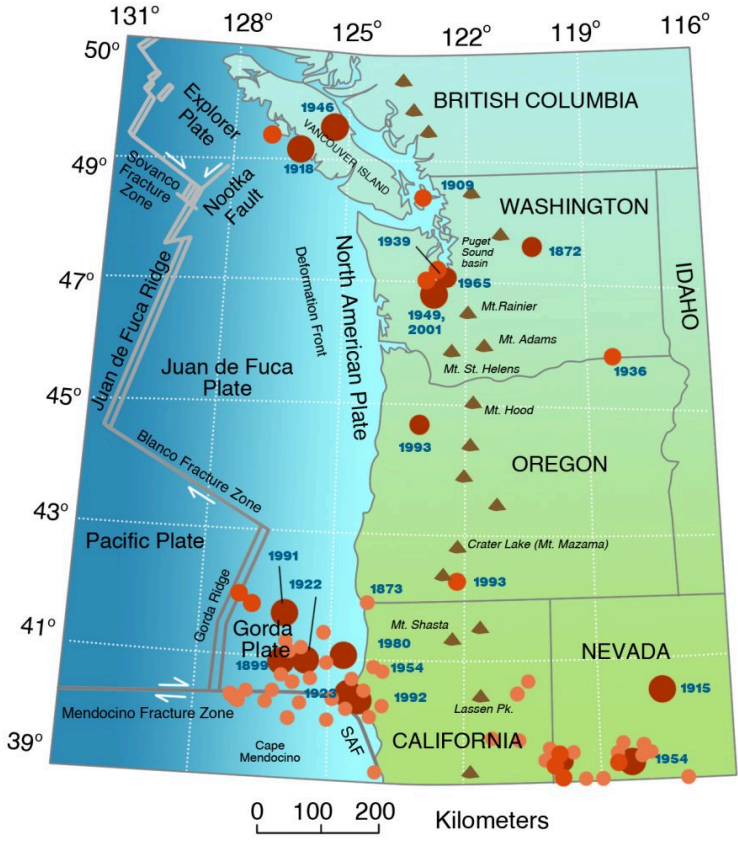 131° 128° 125° 122° 119° 116°
50°
BRITISH COLUMBIA
Explorer
Plate
1946
VANCOUVER ISLAND
1918
49°
Sovanco
Fracture
Zone
Nootka
Fault
1909
WASHINGTON
1939
Puget
Sound
basin
1872
Deformation Front
North American Plate
IDAHO
47°
1965
Juan de Fuca Ridge
1949,
2001
Mt.Rainier
Mt. Adams
Mt. St. Helens
1936
Juan de Fuca
Plate
45°
Mt. Hood
1993
Blanco Fracture Zone
OREGON
43°
Pacific Plate
Crater Lake (Mt. Mazama)
1991
1993
1922
1873
Gorda Ridge
41°
Gorda
Plate
Mt. Shasta
1980
NEVADA
1899
1954
1923
1992
1915
Mendocino Fracture Zone
Lassen Pk.
39°
Cape
Mendocino
SAF
CALIFORNIA
1954
0 100 200
Kilometers